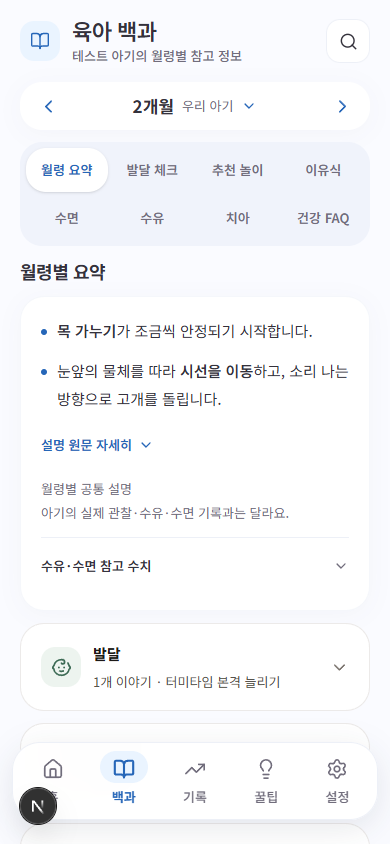 육아 백과
테스트 아기의 월령별 참고 정보
2개월 우리 아기
월령 요약
발달 체크
추천 놀이
이유식
수면
수유
치아
건강 FAQ
월령별 요약
목 가누기가 조금씩 안정되기 시작합니다.
눈앞의 물체를 따라 시선을 이동하고, 소리 나는
방향으로 고개를 돌립니다.
설명 원문 자세히
월령별 공통 설명
아기의 실제 관찰·수유·수면 기록과는 달라요.
수유·수면 참고 수치
발달
1개 이야기 · 터미타임 본격 늘리기
백과
기록
꿀팁
설정
N